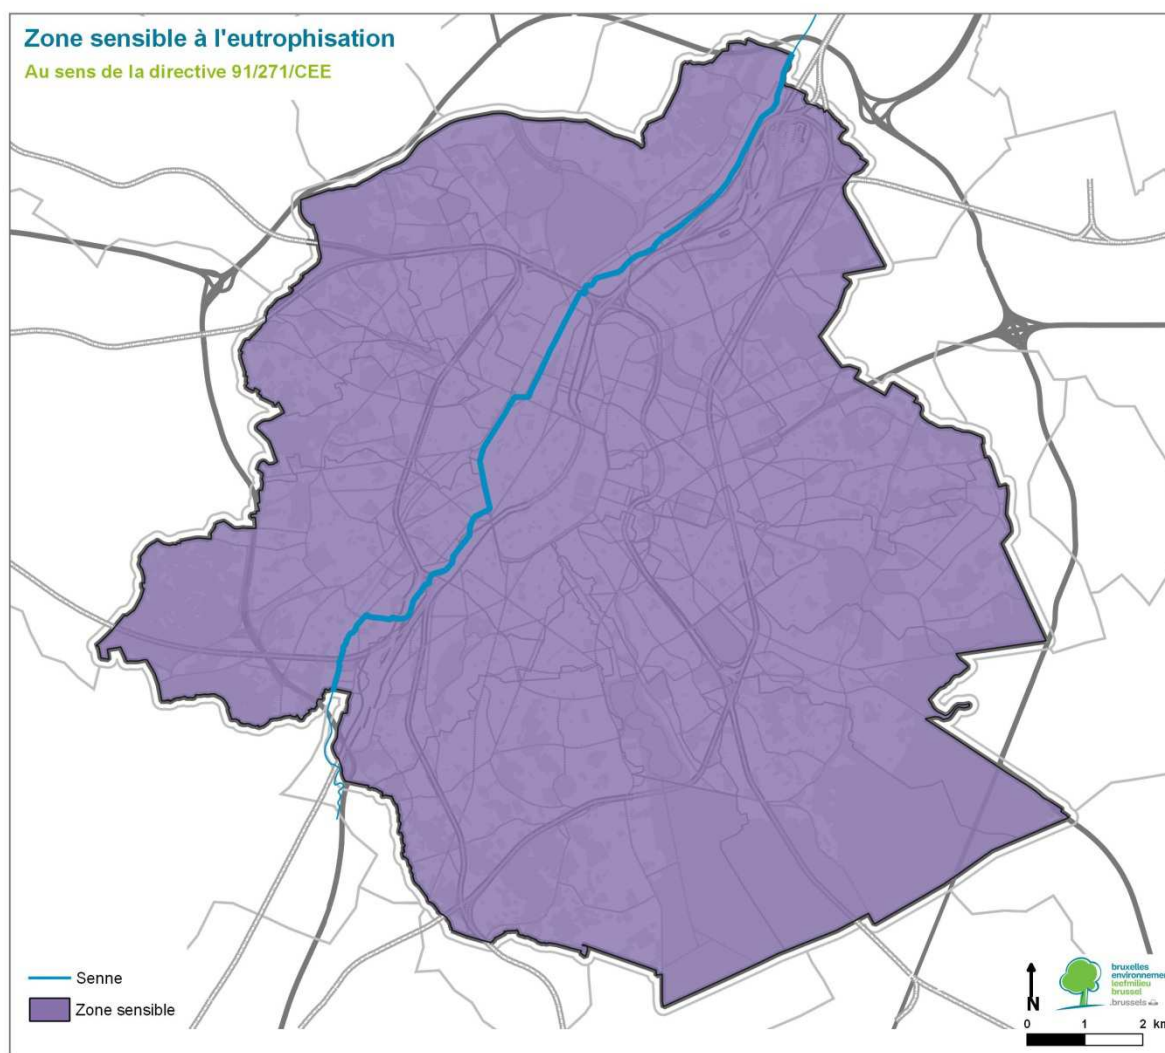 Zone sensible à l'eutrophisation
Au sens de la directive 91/271/CEE
Senne
Zone sensible
N
bruxelles
environnement
leefmilieu
brussel
.brussels
0 1 2 km